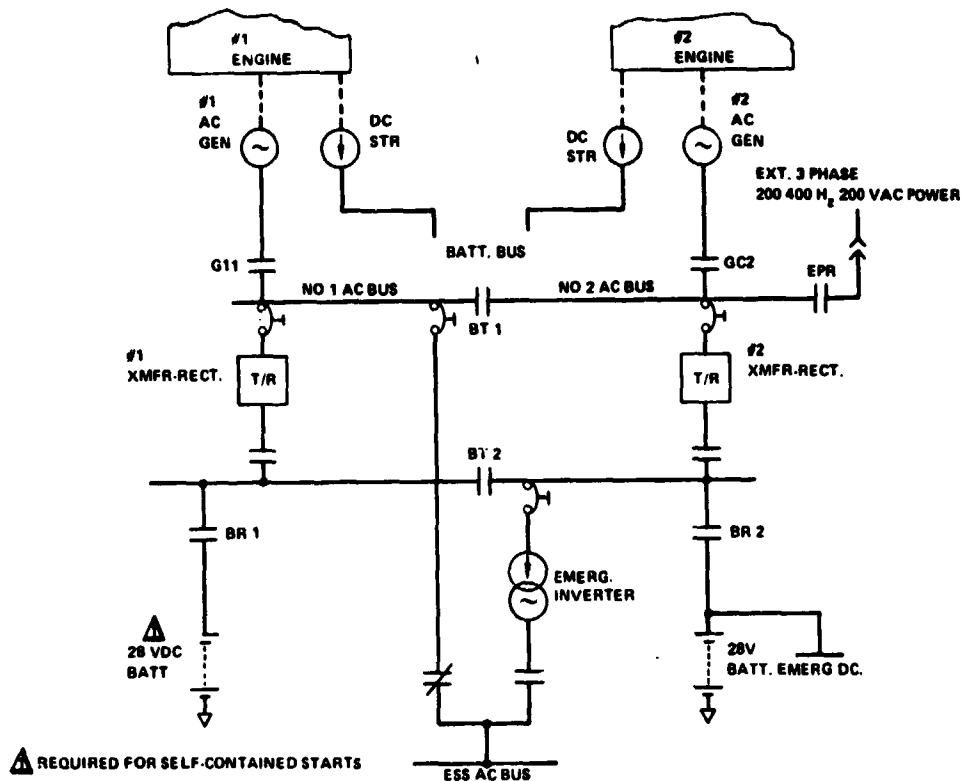 #1
ENGINE
#2
ENGINE
#1
AC
GEN
DC
STR
DC
STR
#2
AC
GEN
EXT. 3 PHASE
200 400 Hz 200 VAC POWER
BATT. BUS
G11
GC2
EPR
NO 1 AC BUS
NO 2 AC BUS
BT 1
#1
XMFR-RECT.
T/R
T/R
#2
XMFR-RECT.
BT 2
BR 1
BR 2
EMERG.
INVERTER
1
28 VDC
BATT
28V
BATT. EMERG DC.
1 REQUIRED FOR SELF-CONTAINED STARTS
ESS AC BUS